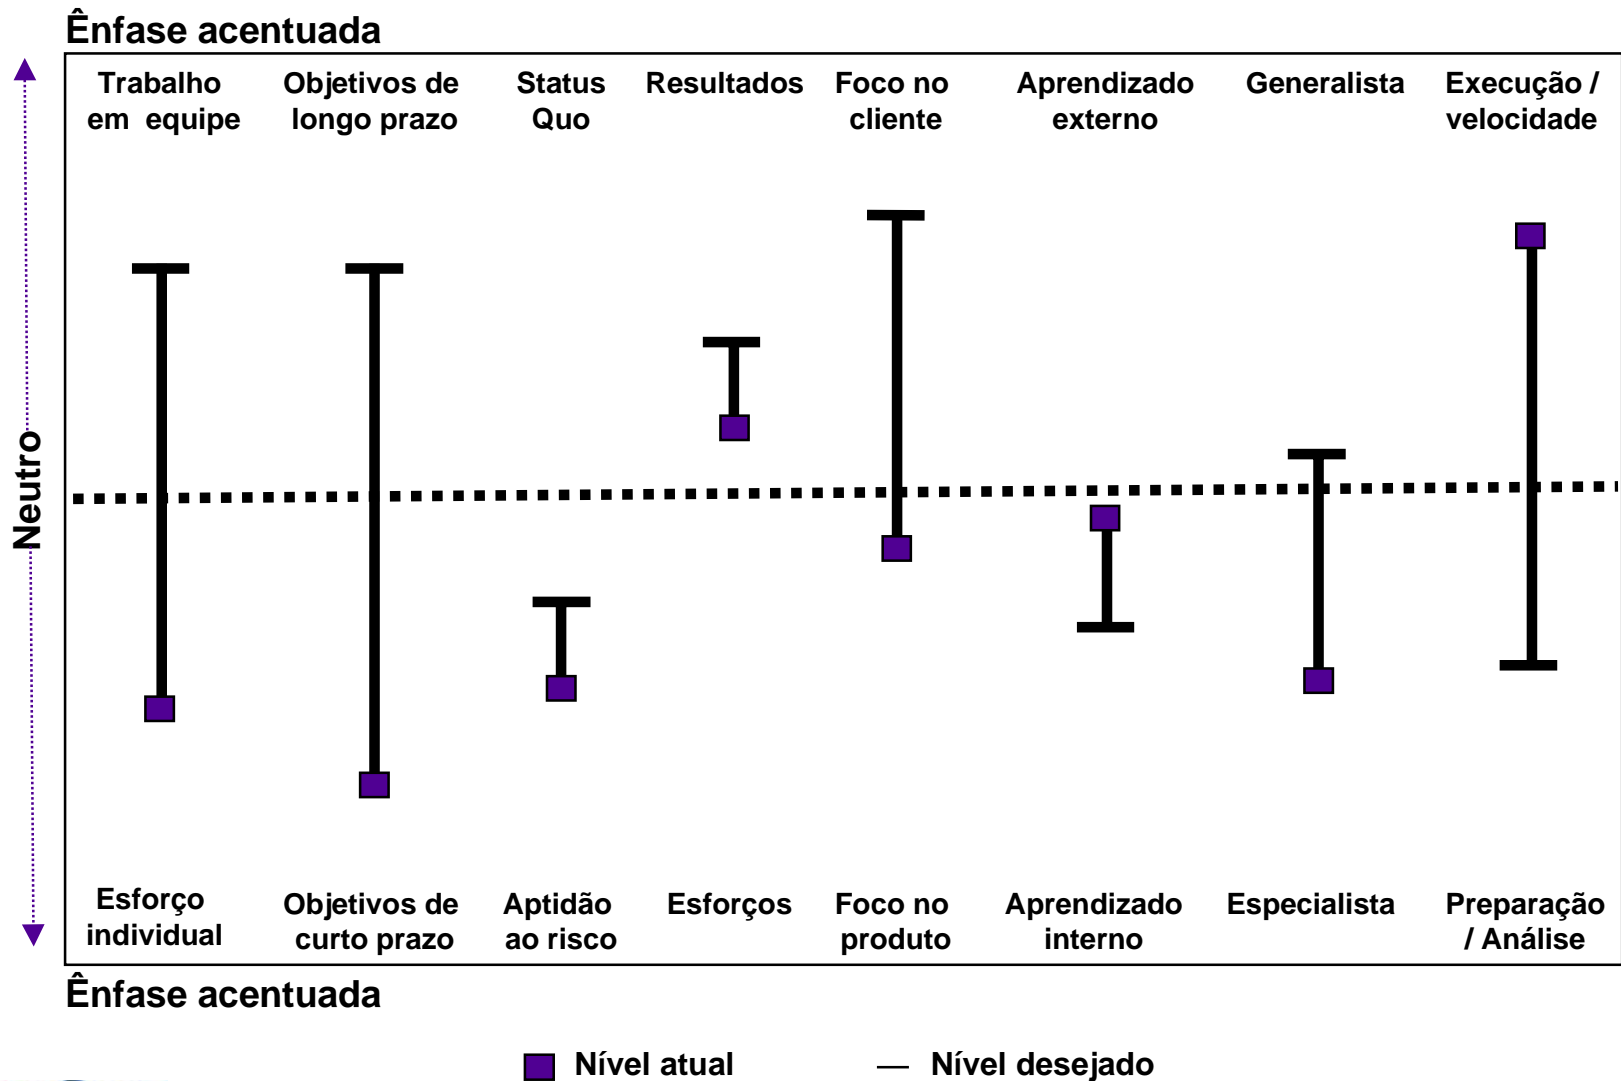 Ênfase acentuada
Trabalho
em equipe
Objetivos de
longo prazo
Status
Quo
Resultados
Foco no
cliente
Aprendizado
externo
Generalista
Execução /
velocidade
Neutro
Esforço
individual
Objetivos de
curto prazo
Aptidão
ao risco
Esforços
Foco no
produto
Aprendizado
interno
Especialista
Preparação
/ Análise
Ênfase acentuada
Nível atual
Nível desejado